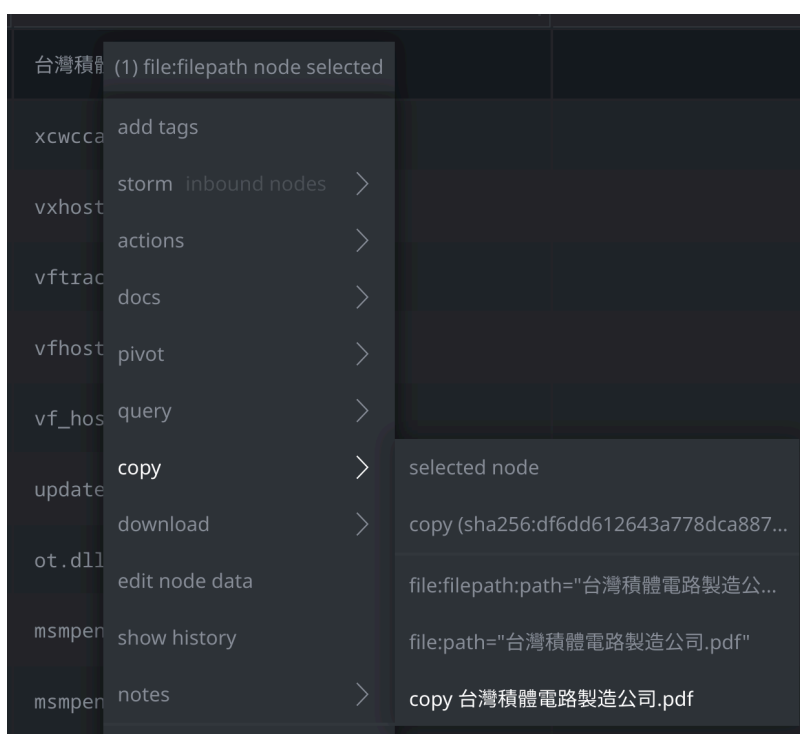 台灣積體
(1) file:filepath node selected
add tags
xcwcca
storm inbound nodes
vxhost
actions
vftrac
docs
vfhost
pivot
vf_hos
query
copy
selected node
update
download
copy (sha256:df6dd612643a778dca887...
ot.dll
edit node data
file:filepath:path="台灣積體電路製造公...
msmpen
show history
file:path="台灣積體電路製造公司.pdf"
msmpen
notes
copy 台灣積體電路製造公司.pdf